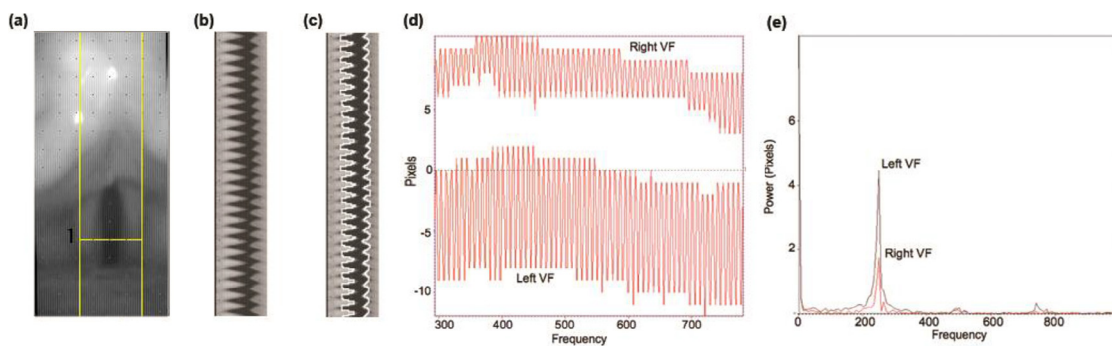 (a)
(b)
(c)
(d)
(e)
1
Right VF
Left VF
Pixels
5
0
-5
-10
300
400
500
600
700
Frequency
Left VF
Right VF
Power (Pixels)
6
4
2
0
200
400
600
800
Frequency